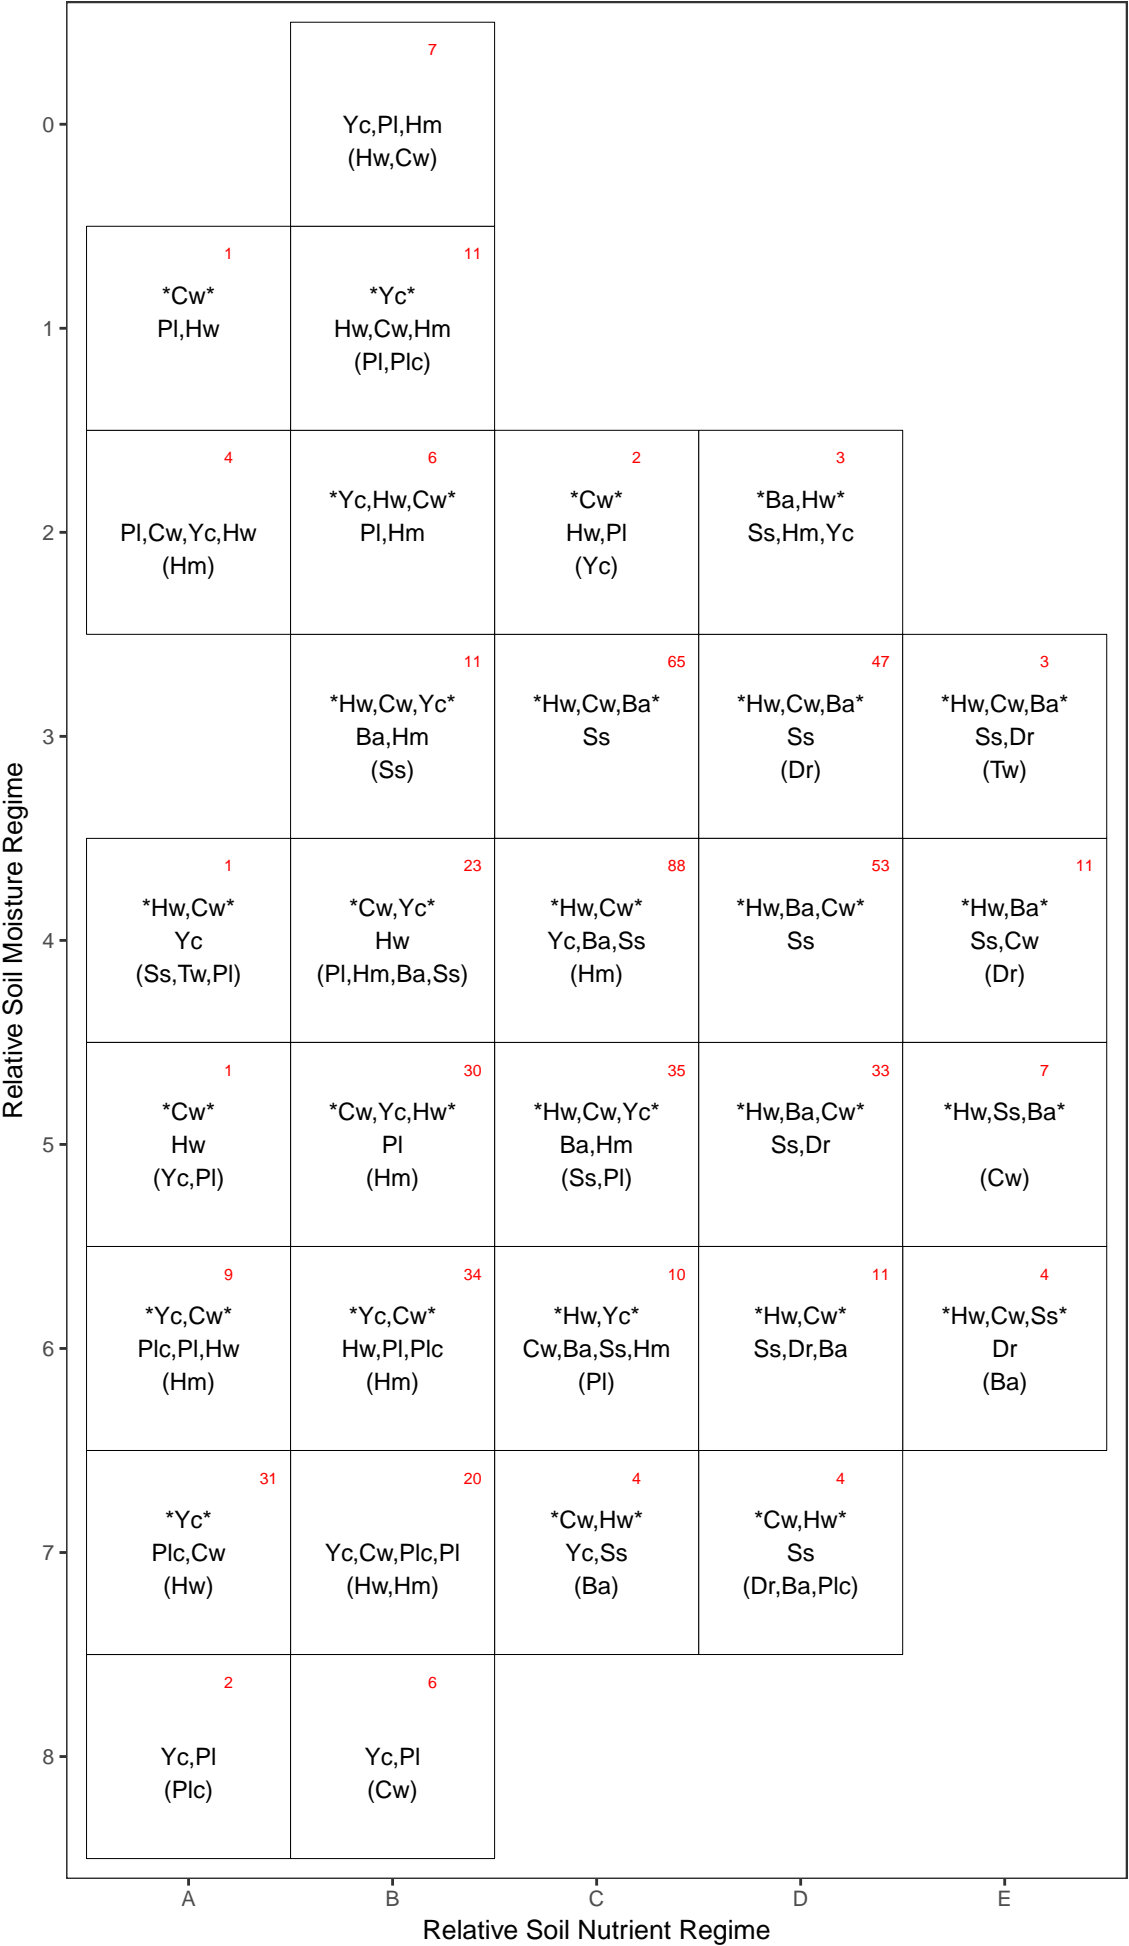 7
0
Yc,Pl,Hm
(Hw,Cw)
1
11
*Cw*
*Yc*
1
Pl,Hw
Hw,Cw,Hm
(Pl,Plc)
4
6
2
3
*Yc,Hw,Cw*
*Cw*
*Ba,Hw*
2
Pl,Cw,Yc,Hw
Pl,Hm
Hw,Pl
Ss,Hm,Yc
(Hm)
(Yc)
11
65
47
3
*Hw,Cw,Yc*
*Hw,Cw,Ba*
*Hw,Cw,Ba*
*Hw,Cw,Ba*
3
Ba,Hm
Ss
Ss
Ss,Dr
(Ss)
(Dr)
(Tw)
Relative Soil Moisture Regime
1
23
88
53
11
*Hw,Cw*
*Cw,Yc*
*Hw,Cw*
*Hw,Ba,Cw*
*Hw,Ba*
4
Yc
Hw
Yc,Ba,Ss
Ss
Ss,Cw
(Ss,Tw,Pl)
(Pl,Hm,Ba,Ss)
(Hm)
(Dr)
1
30
35
33
7
*Cw*
*Cw,Yc,Hw*
*Hw,Cw,Yc*
*Hw,Ba,Cw*
*Hw,Ss,Ba*
5
Hw
Pl
Ba,Hm
Ss,Dr
(Yc,Pl)
(Hm)
(Ss,Pl)
(Cw)
9
34
10
11
4
*Yc,Cw*
*Yc,Cw*
*Hw,Yc*
*Hw,Cw*
*Hw,Cw,Ss*
6
Plc,Pl,Hw
Hw,Pl,Plc
Cw,Ba,Ss,Hm
Ss,Dr,Ba
Dr
(Hm)
(Hm)
(Pl)
(Ba)
31
20
4
4
*Yc*
*Cw,Hw*
*Cw,Hw*
7
Plc,Cw
Yc,Cw,Plc,Pl
Yc,Ss
Ss
(Hw)
(Hw,Hm)
(Ba)
(Dr,Ba,Plc)
2
6
8
Yc,Pl
Yc,Pl
(Plc)
(Cw)
A
B
C
D
E
Relative Soil Nutrient Regime